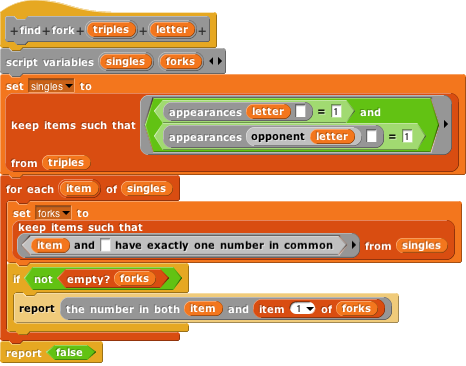 + find + fork + triples + letter +
script variables singles forks
set singles to
appearances letter = 1 and
keep items such that
appearances opponent letter = 1
from triples
for each item of singles
set forks to
keep items such that
item and have exactly one number in common from singles
if not empty? forks
report the number in both item and item 1 of forks
report false